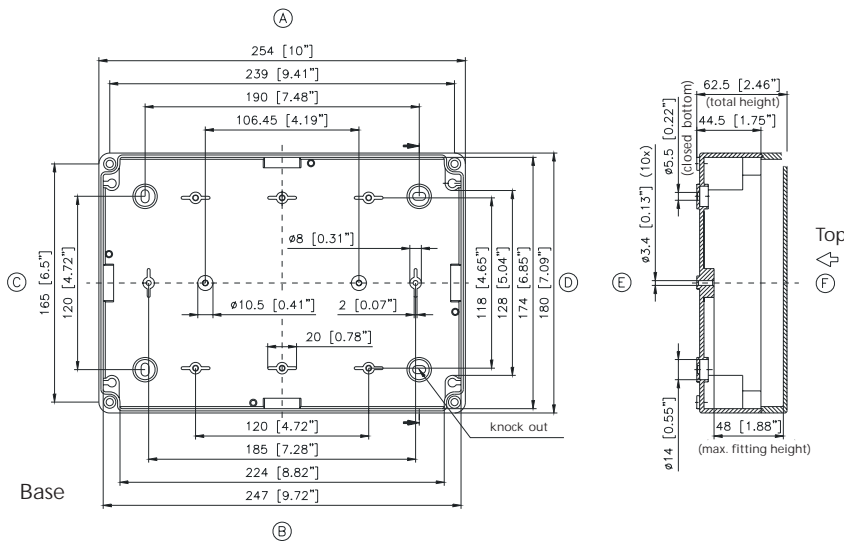 A
254 [10"]
239 [9.41"]
190 [7.48"]
106.45 [4.19"]
ø8 [0.31"]
ø10.5 [0.41"]
2 [0.07"]
20 [0.78"]
C
165 [6.5"]
120 [4.72"]
118 [4.65"]
128 [5.04"]
174 [6.85"]
180 [7.09"]
D
120 [4.72"]
185 [7.28"]
224 [8.82"]
247 [9.72"]
knock out
Base
B
62.5 [2.46"]
(total height)
44.5 [1.75"]
ø5.5 [0.22"]
(closed bottom)
ø3.4 [0.13"] (10x)
E
Top
F
48 [1.88"]
(max. fitting height)
ø14 [0.55"]